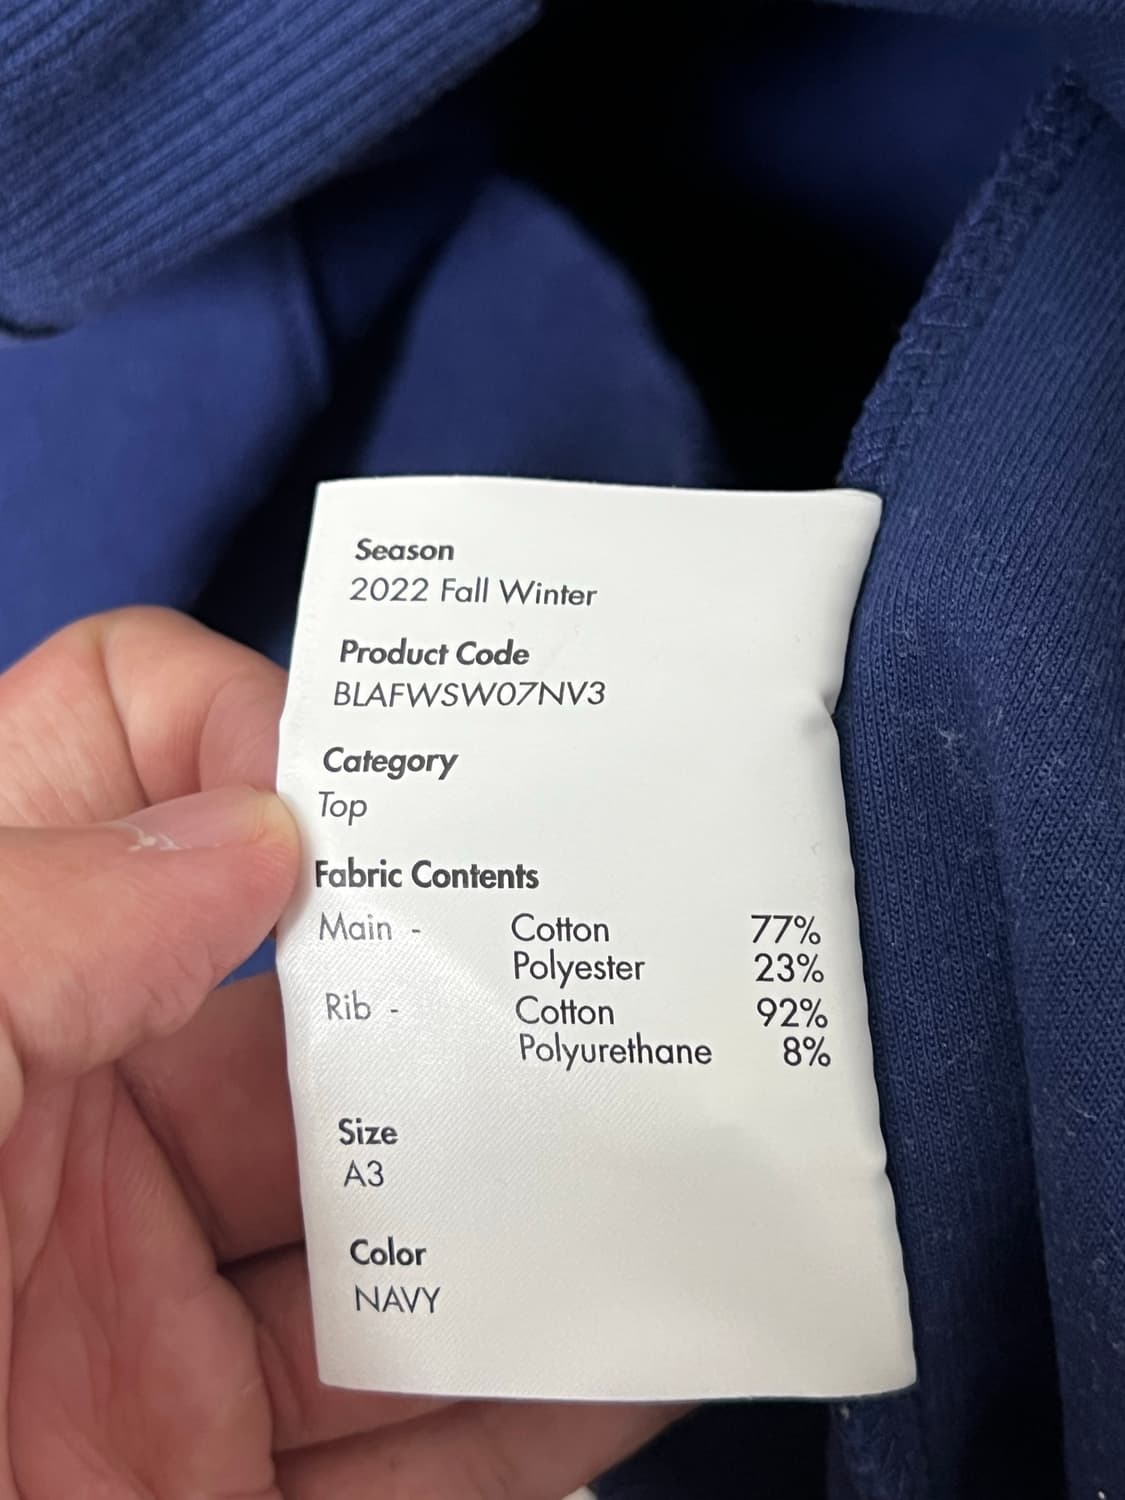 Season
2022 Fall Winter
Product Code
BLAFWSW07NV3
Category
Top
Fabric Contents
Main - Cotton 77%
Polyester 23%
Rib - Cotton 92%
Polyurethane 8%
Size
A3
Color
NAVY